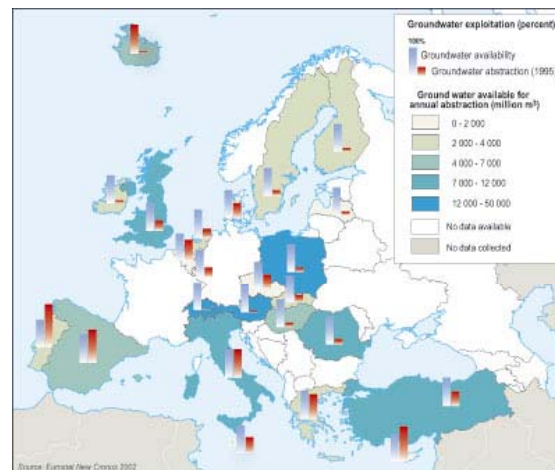 Groundwater exploitation (percent)
100%
Groundwater availability
Groundwater abstraction (1995)
Ground water available for
annual abstraction (million m³)
0 - 2 000
2 000 - 4 000
4 000 - 7 000
7 000 - 12 000
12 000 - 50 000
No data available
No data collected
Source: Eurostat New Cronos 2002